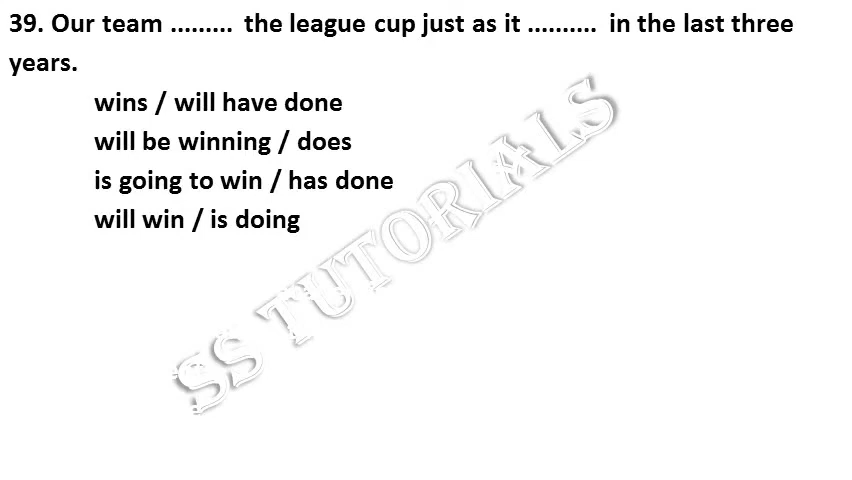 39. Our team ......... the league cup just as it .......... in the last three
years.
wins / will have done
will be winning / does
is going to win / has done
will win / is doing
SS TUTORIALS